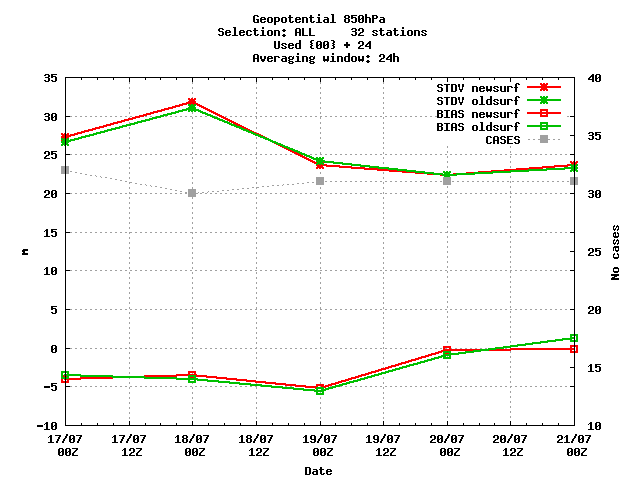 Geopotential 850hPa
Selection: ALL 32 stations
Used {00} + 24
Averaging window: 24h
STDV newsurf
STDV oldsurf
BIAS newsurf
BIAS oldsurf
CASES
35
30
25
20
15
10
5
0
-5
-10
m
40
35
30
25
20
15
10
No cases
17/07 17/07 18/07 18/07 19/07 19/07 20/07 20/07 21/07
00Z 12Z 00Z 12Z 00Z 12Z 00Z 12Z 00Z
Date